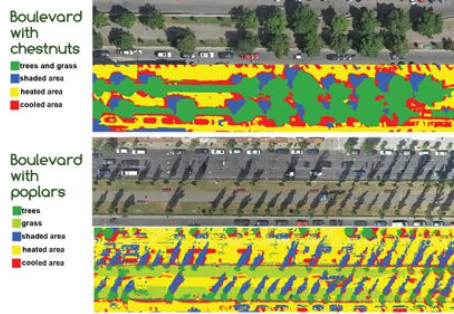 Boulevard
with
chestnuts
trees and grass
shaded area
heated area
cooled area
Boulevard
with
poplars
trees
grass
shaded area
heated area
cooled area